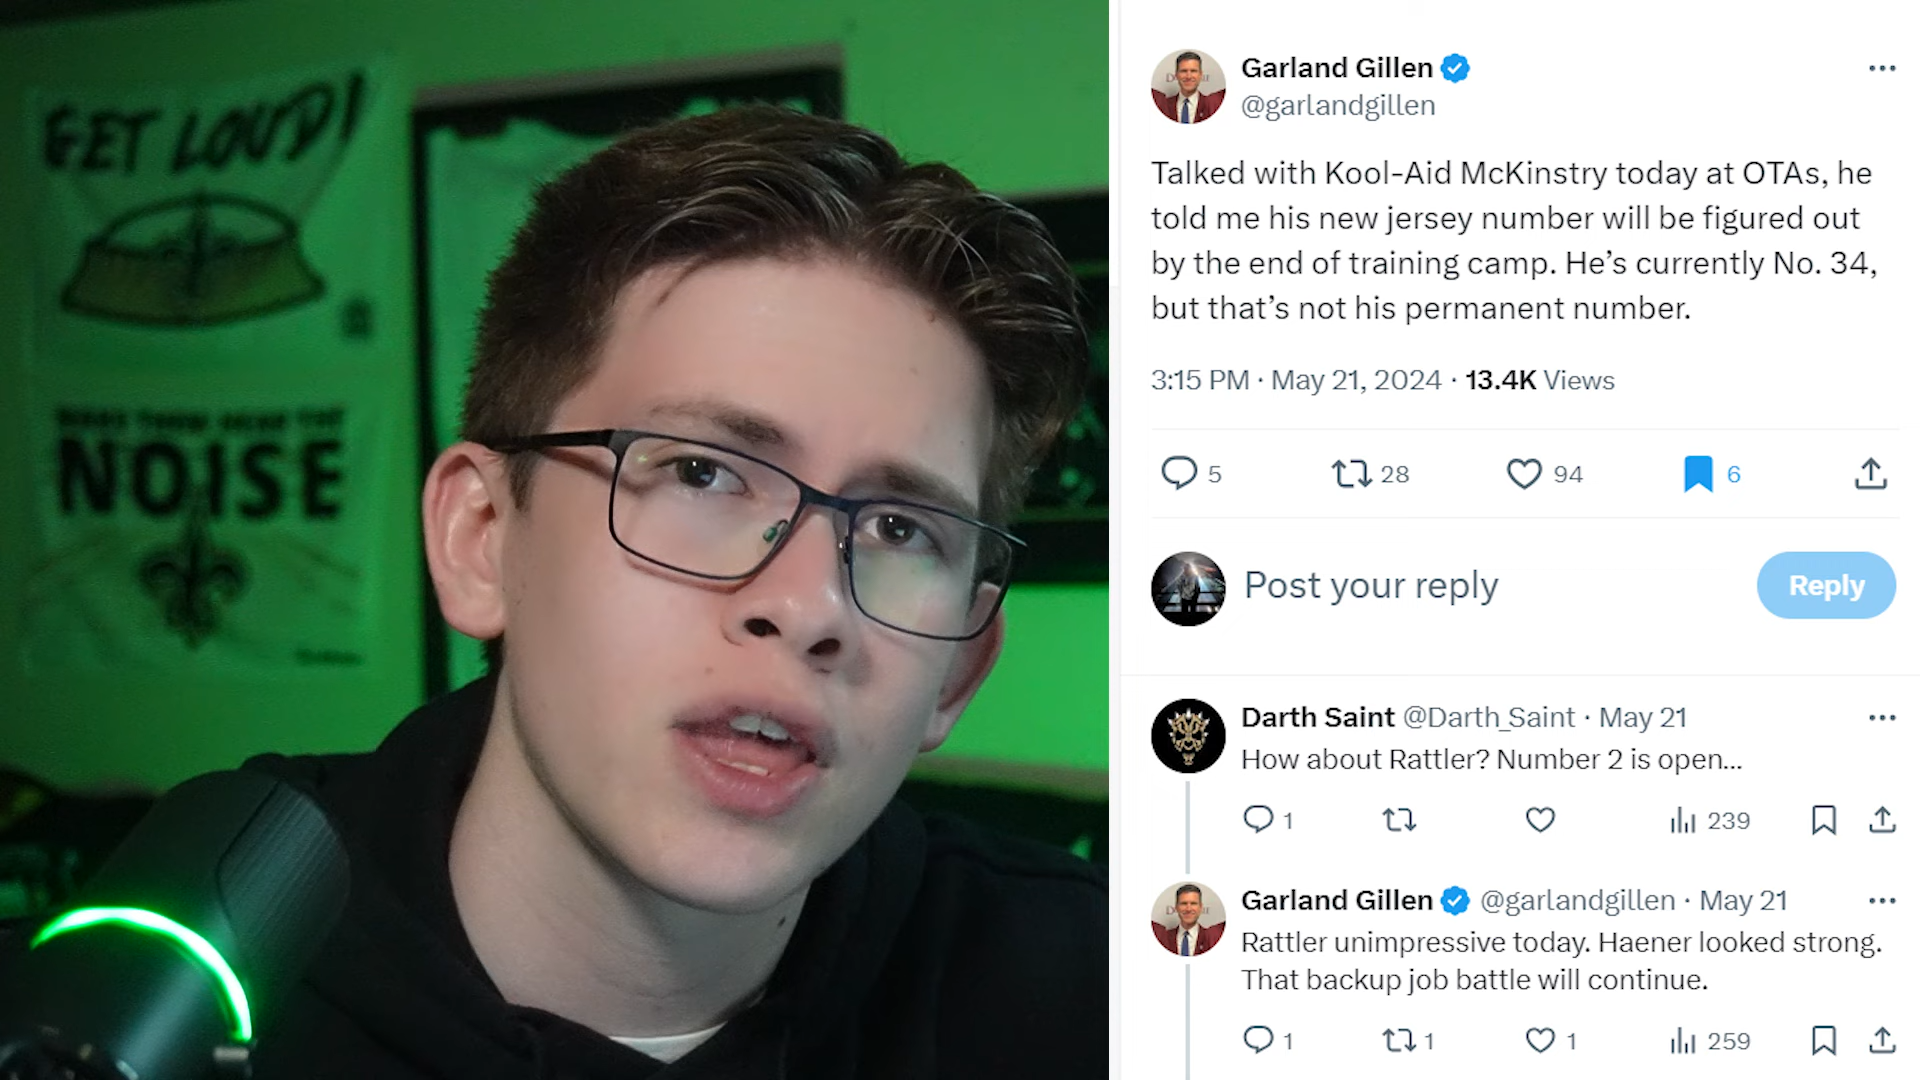 GET LOUD!
MAKE THEM HEAR THE
NOISE
Garland Gillen
@garlandgillen
Talked with Kool-Aid McKinstry today at OTAs, he
told me his new jersey number will be figured out
by the end of training camp. He’s currently No. 34,
but that’s not his permanent number.
3:15 PM · May 21, 2024 · 13.4K Views
5 28 94 6
Post your reply
Reply
Darth Saint @Darth_Saint · May 21
How about Rattler? Number 2 is open...
1 239
Garland Gillen @garlandgillen · May 21
Rattler unimpressive today. Haener looked strong.
That backup job battle will continue.
1 1 1 259